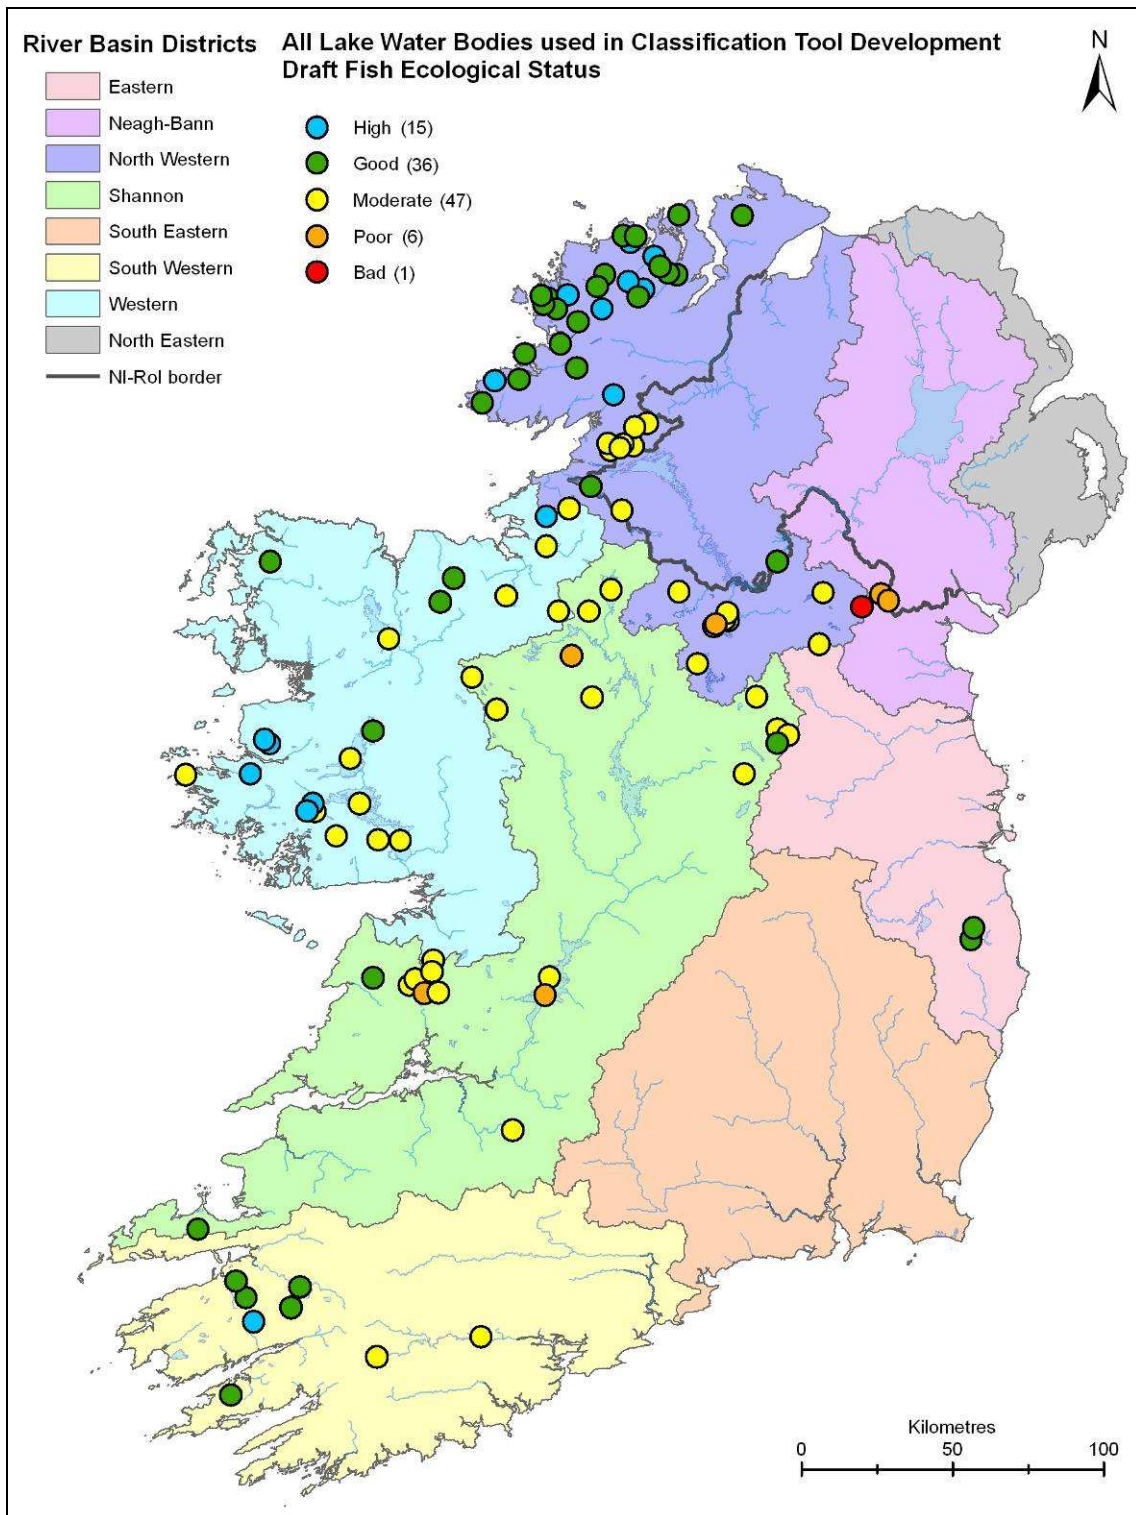 River Basin Districts
Eastern
Neagh-Bann
North Western
Shannon
South Eastern
South Western
Western
North Eastern
NI-RoI border
All Lake Water Bodies used in Classification Tool Development
Draft Fish Ecological Status
High (15)
Good (36)
Moderate (47)
Poor (6)
Bad (1)
N
Kilometres
0 50 100